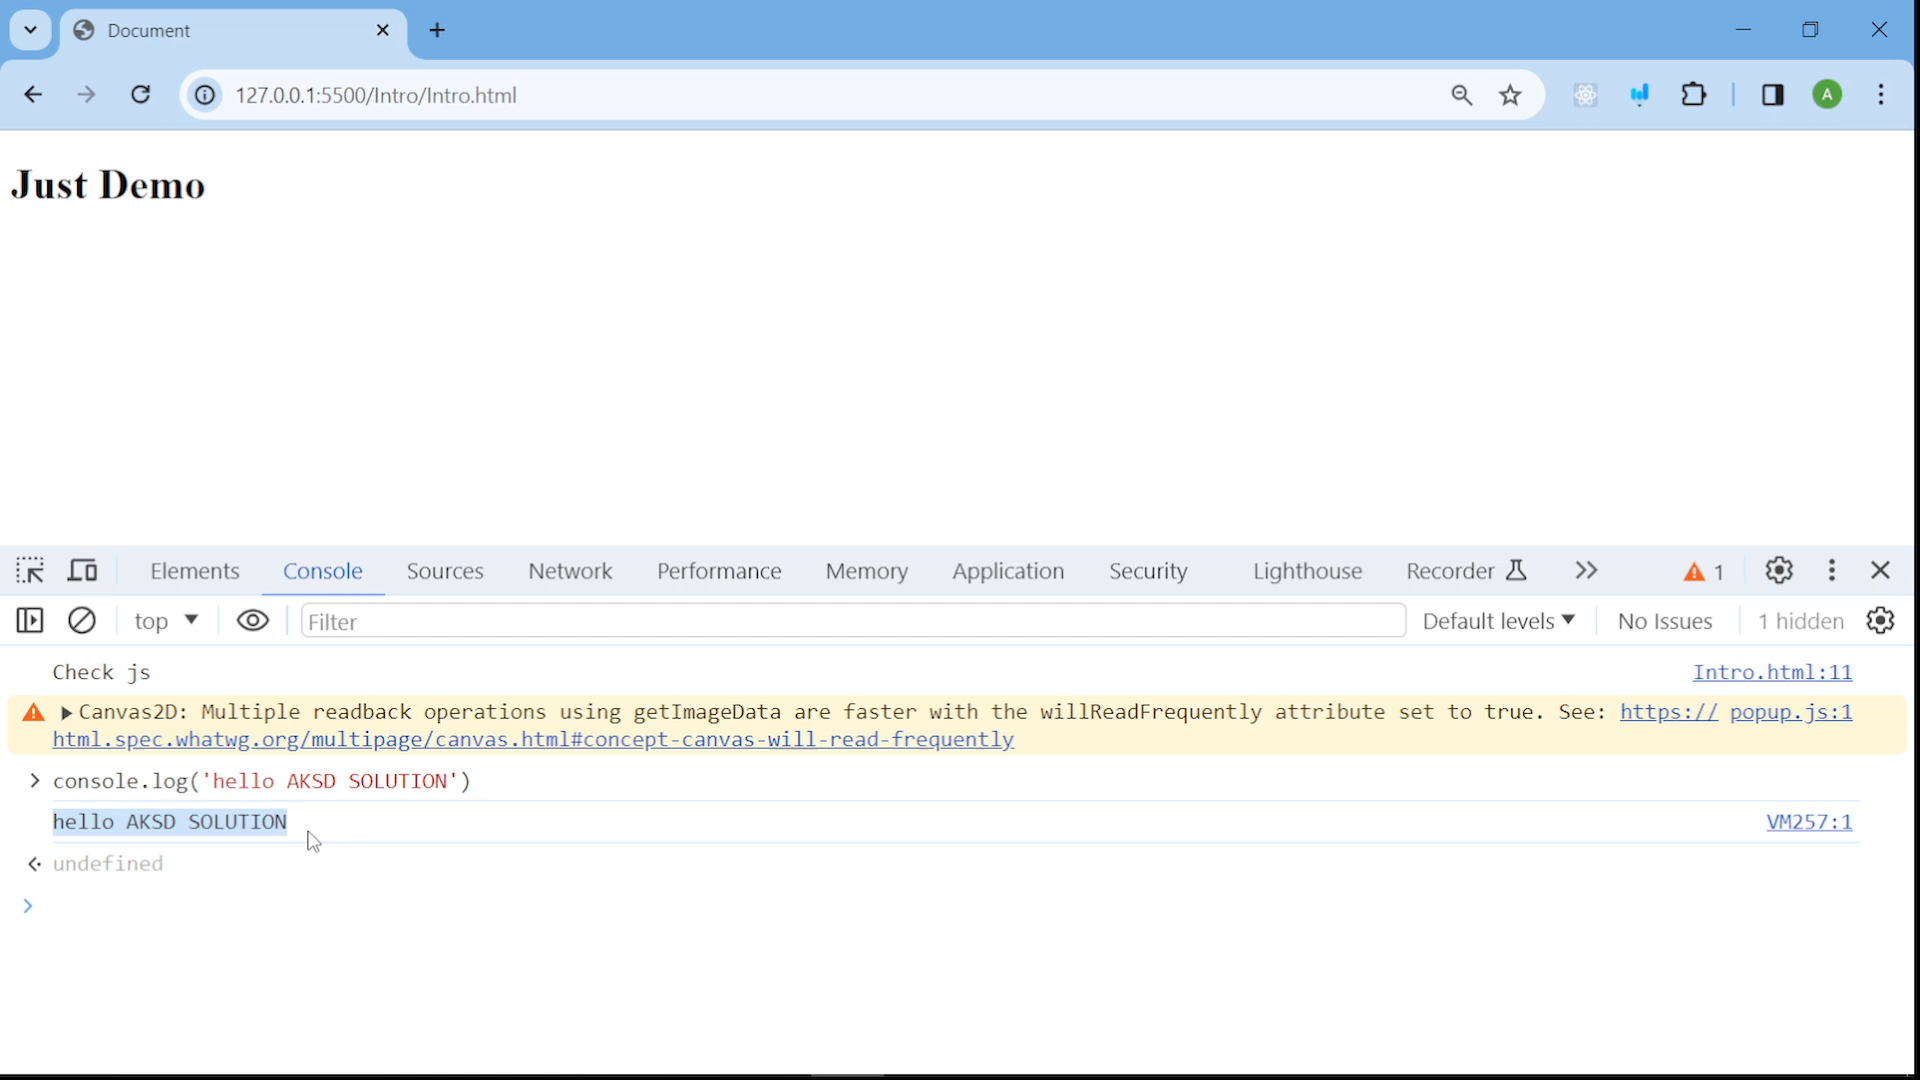 Document
127.0.0.1:5500/Intro/Intro.html
A
Just Demo
Elements Console Sources Network Performance Memory Application Security Lighthouse Recorder 1
top Filter Default levels No Issues 1 hidden
Check js Intro.html:11
Canvas2D: Multiple readback operations using getImageData are faster with the willReadFrequently attribute set to true. See: https:// popup.js:1
html.spec.whatwg.org/multipage/canvas.html#concept-canvas-will-read-frequently
> console.log('hello AKSD SOLUTION')
hello AKSD SOLUTION VM257:1
undefined
>